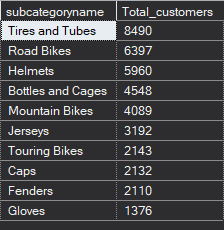 subcategoryname Total_customers
Tires and Tubes 8490
Road Bikes 6397
Helmets 5960
Bottles and Cages 4548
Mountain Bikes 4089
Jerseys 3192
Touring Bikes 2143
Caps 2132
Fenders 2110
Gloves 1376